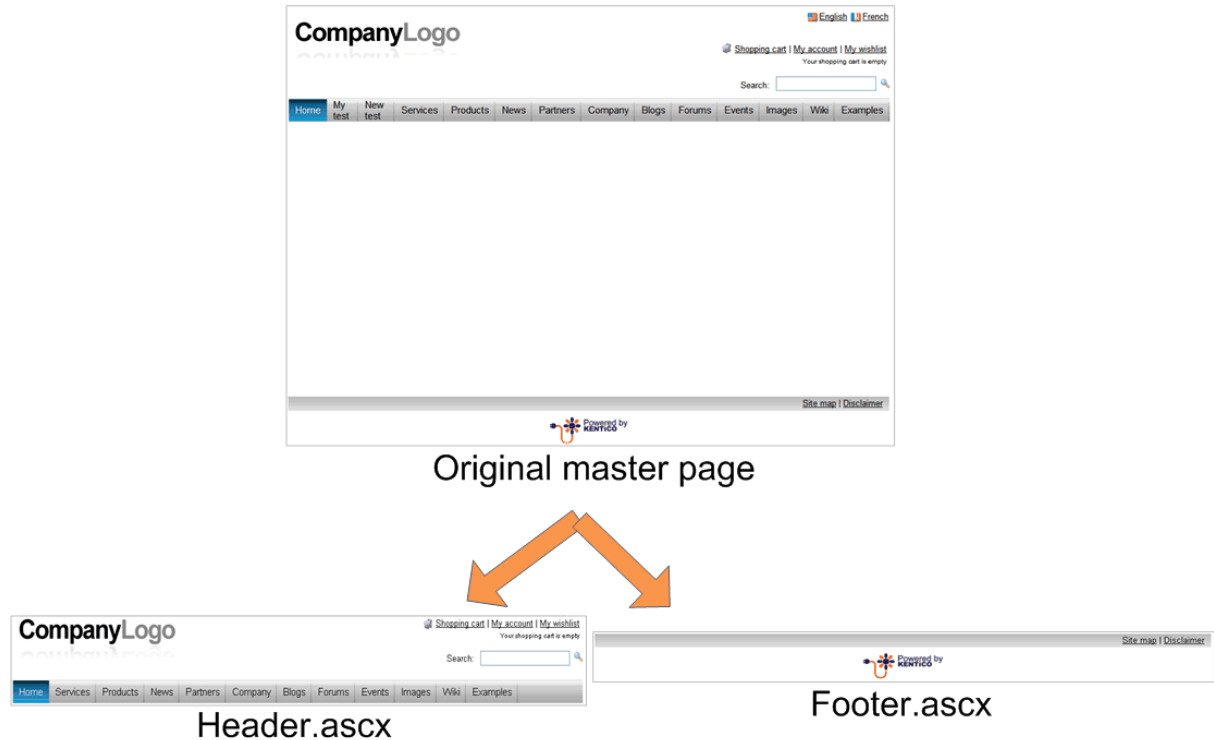 English French
CompanyLogo
Shopping cart | My account | My wishlist
Your shopping cart is empty
Search:
Home My test New test Services Products News Partners Company Blogs Forums Events Images Wiki Examples
Site map | Disclaimer
Powered by
KENTICO
Original master page
CompanyLogo
Shopping cart | My account | My wishlist
Your shopping cart is empty
Search:
Home Services Products News Partners Company Blogs Forums Events Images Wiki Examples
Header.ascx
Site map | Disclaimer
Powered by
KENTICO
Footer.ascx